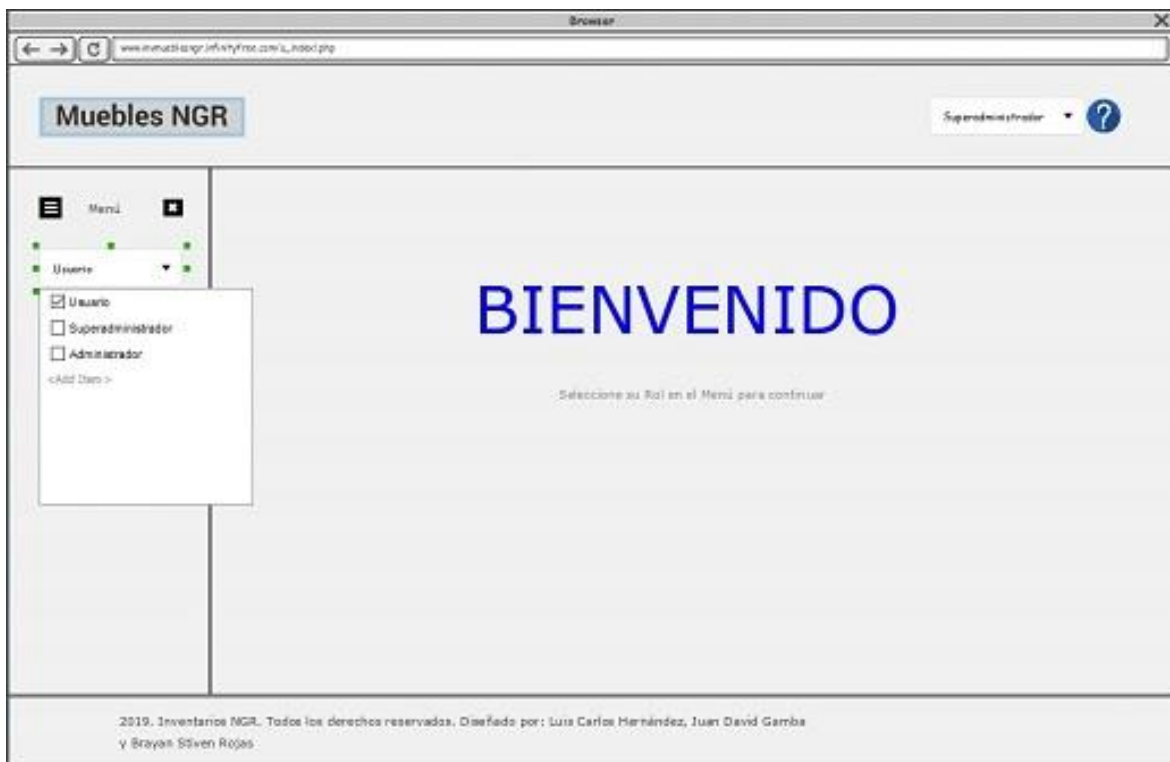 Browser
Muebles NGR
Superadministrador
?
Menú
Usuario
Usuario
Superadministrador
Administrador
<Add Item >
BIENVENIDO
Seleccione su Rol en el Menú para continuar
2019. Inventarios NGR. Todos los derechos reservados. Diseñado por: Luis Carlos Hernández, Juan David Gamba
y Brayan Stiven Rojas